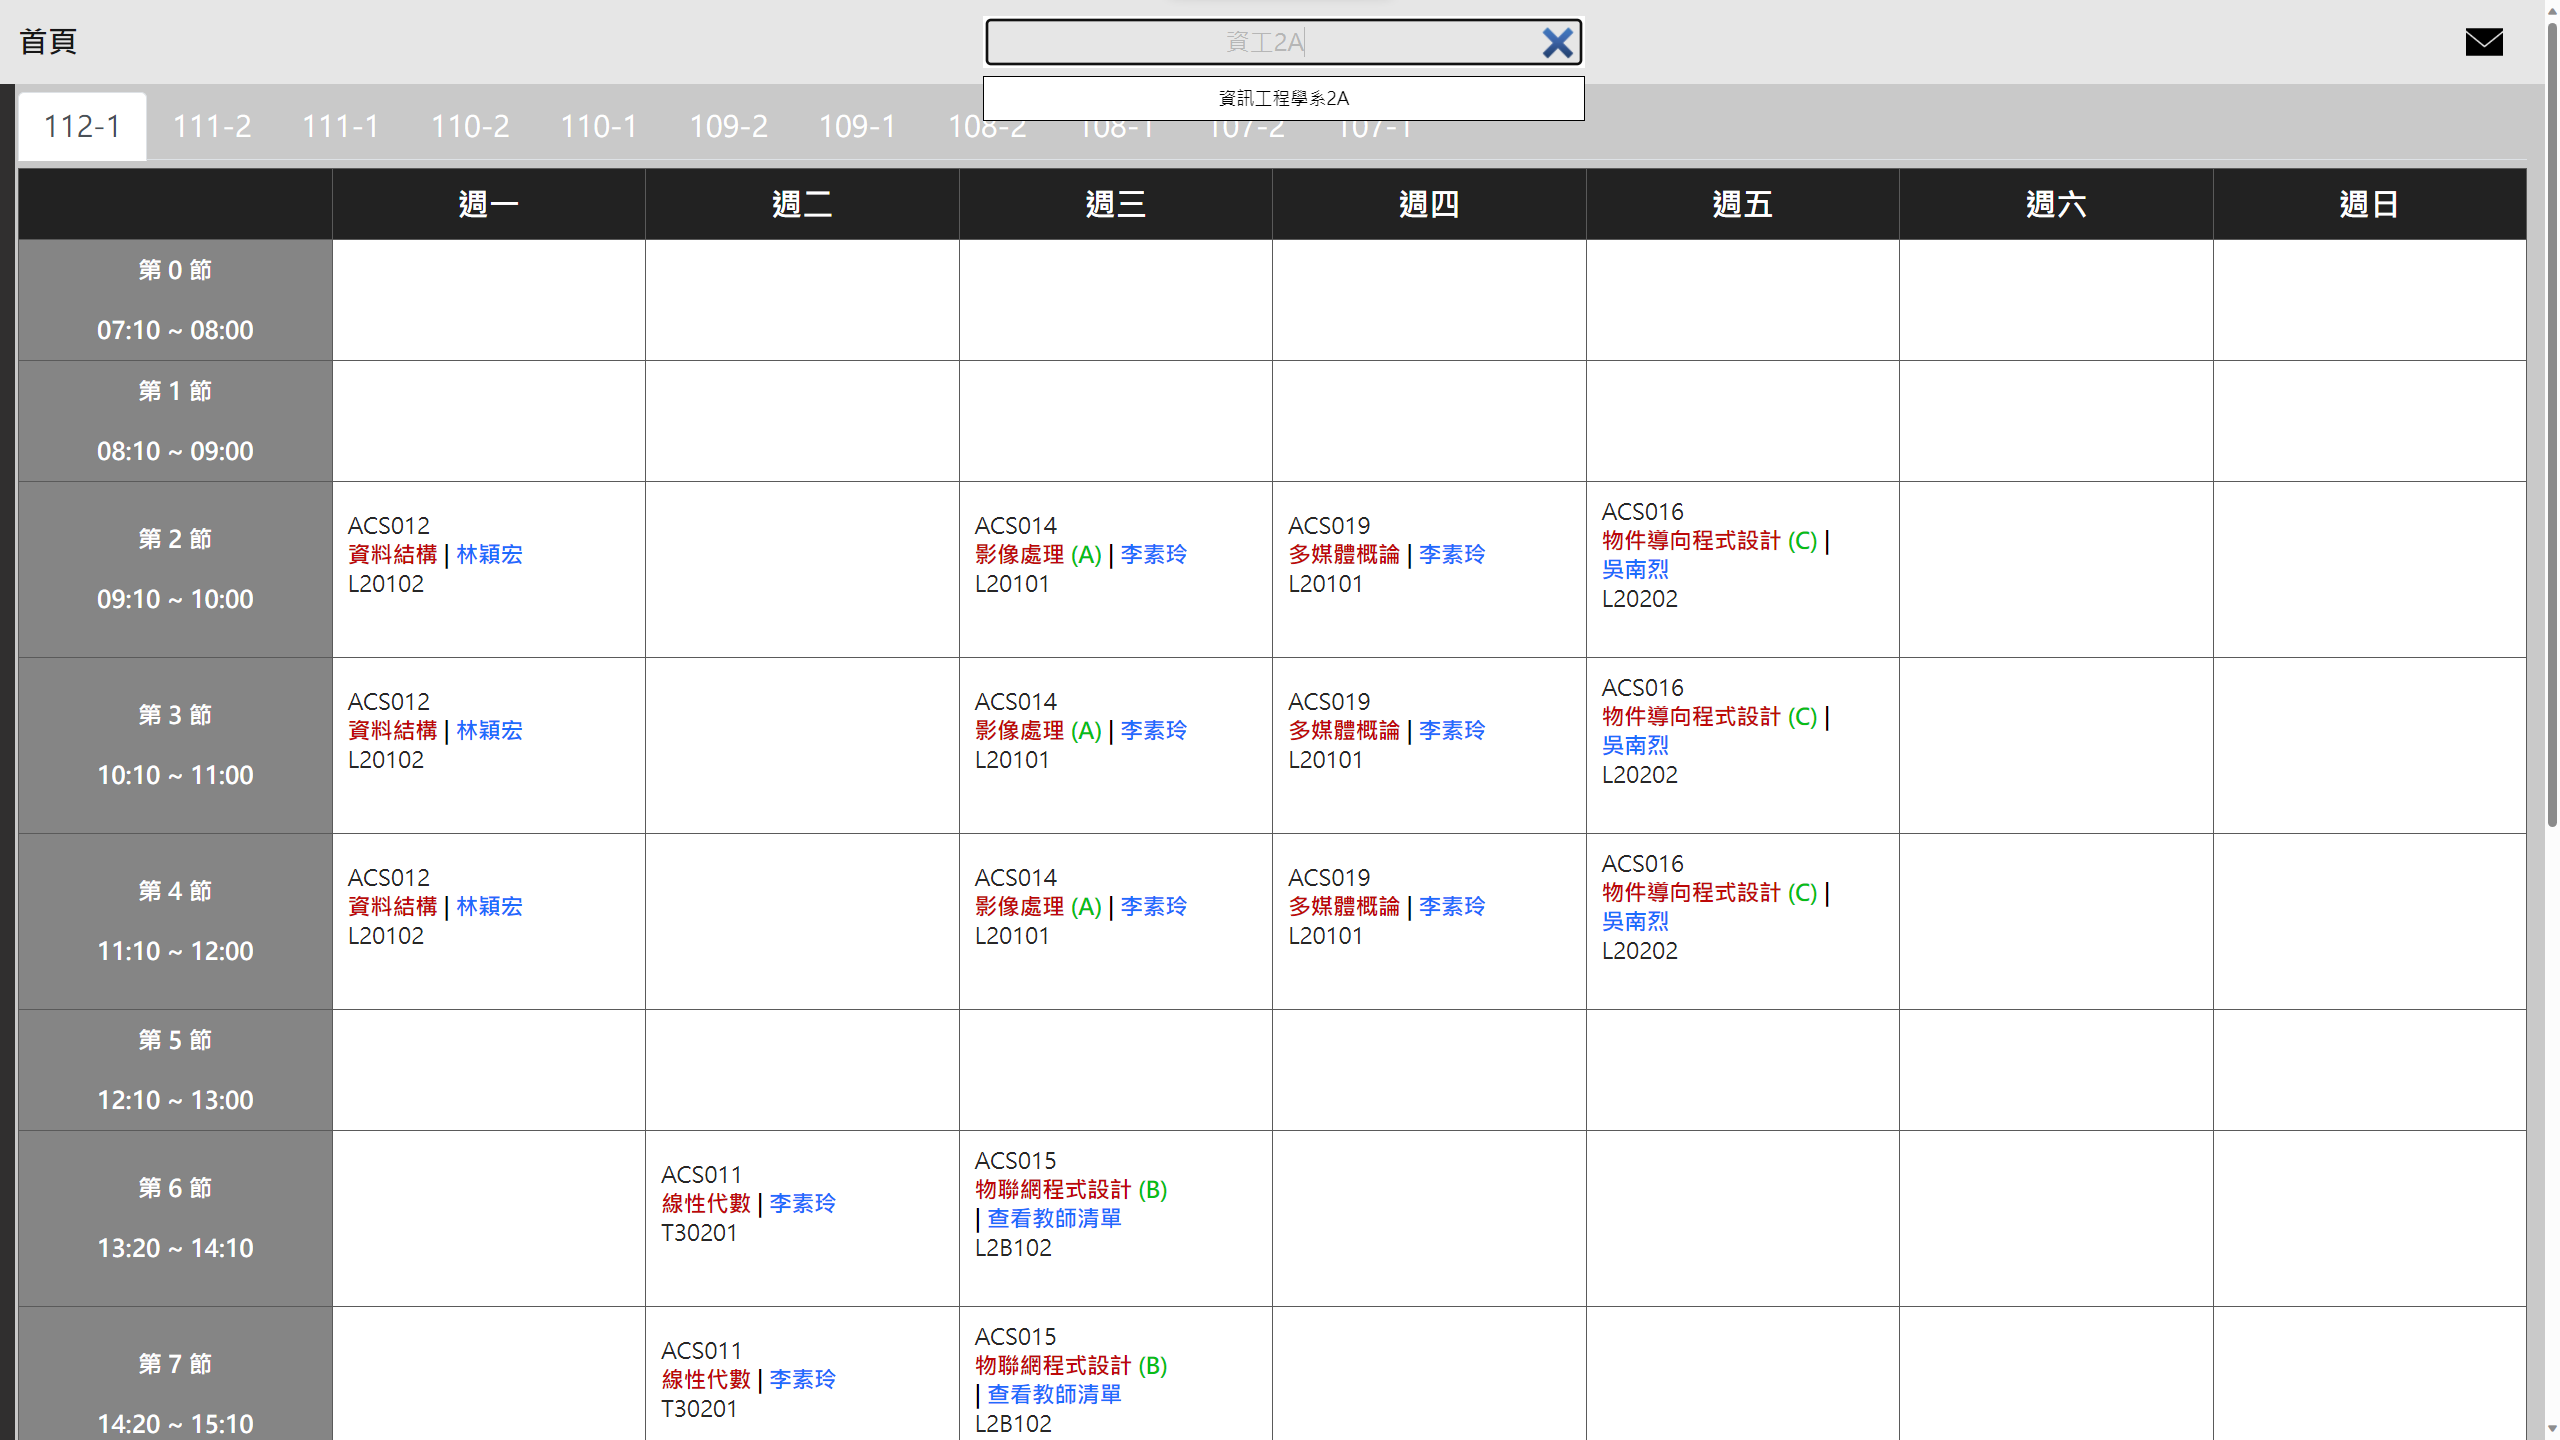 首頁
資工2A
資訊工程學系2A
112-1 111-2 111-1 110-2 110-1 109-2 109-1 108-2 108-1 107-2 107-1
週一 週二 週三 週四 週五 週六 週日
第 0 節
07:10 ~ 08:00
第 1 節
08:10 ~ 09:00
第 2 節
09:10 ~ 10:00
ACS012
資料結構 | 林穎宏
L20102
ACS014
影像處理 (A) | 李素玲
L20101
ACS019
多媒體概論 | 李素玲
L20101
ACS016
物件導向程式設計 (C) |
吳南烈
L20202
第 3 節
10:10 ~ 11:00
ACS012
資料結構 | 林穎宏
L20102
ACS014
影像處理 (A) | 李素玲
L20101
ACS019
多媒體概論 | 李素玲
L20101
ACS016
物件導向程式設計 (C) |
吳南烈
L20202
第 4 節
11:10 ~ 12:00
ACS012
資料結構 | 林穎宏
L20102
ACS014
影像處理 (A) | 李素玲
L20101
ACS019
多媒體概論 | 李素玲
L20101
ACS016
物件導向程式設計 (C) |
吳南烈
L20202
第 5 節
12:10 ~ 13:00
第 6 節
13:20 ~ 14:10
ACS011
線性代數 | 李素玲
T30201
ACS015
物聯網程式設計 (B)
| 查看教師清單
L2B102
第 7 節
14:20 ~ 15:10
ACS011
線性代數 | 李素玲
T30201
ACS015
物聯網程式設計 (B)
| 查看教師清單
L2B102